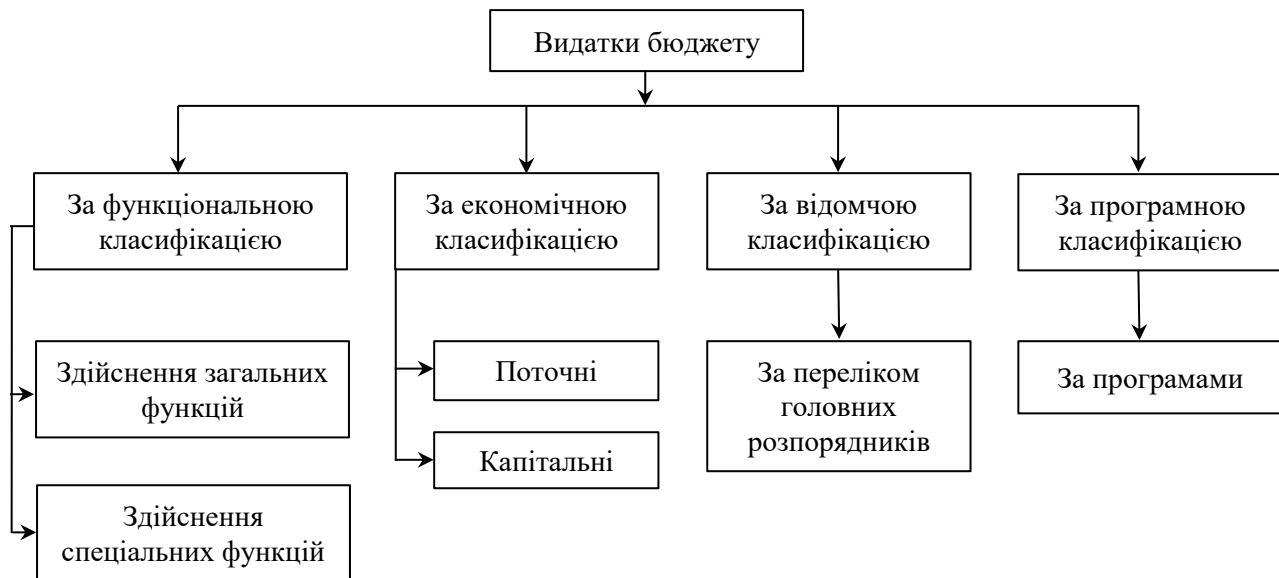 Видатки бюджету
За функціональною
класифікацією
За економічною
класифікацією
За відомчою
класифікацією
За програмною
класифікацією
Здійснення загальних
функцій
Здійснення
спеціальних функцій
Поточні
Капітальні
За переліком
головних
розпорядників
За програмами